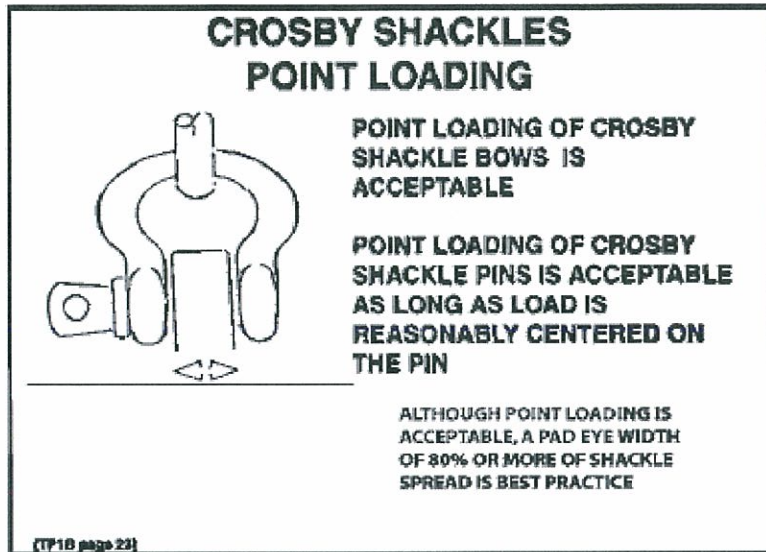 CROSBY SHACKLES
POINT LOADING
POINT LOADING OF CROSBY
SHACKLE BOWS IS
ACCEPTABLE
POINT LOADING OF CROSBY
SHACKLE PINS IS ACCEPTABLE
AS LONG AS LOAD IS
REASONABLY CENTERED ON
THE PIN
ALTHOUGH POINT LOADING IS
ACCEPTABLE, A PAD EYE WIDTH
OF 80% OR MORE OF SHACKLE
SPREAD IS BEST PRACTICE
(TP1B page 23)